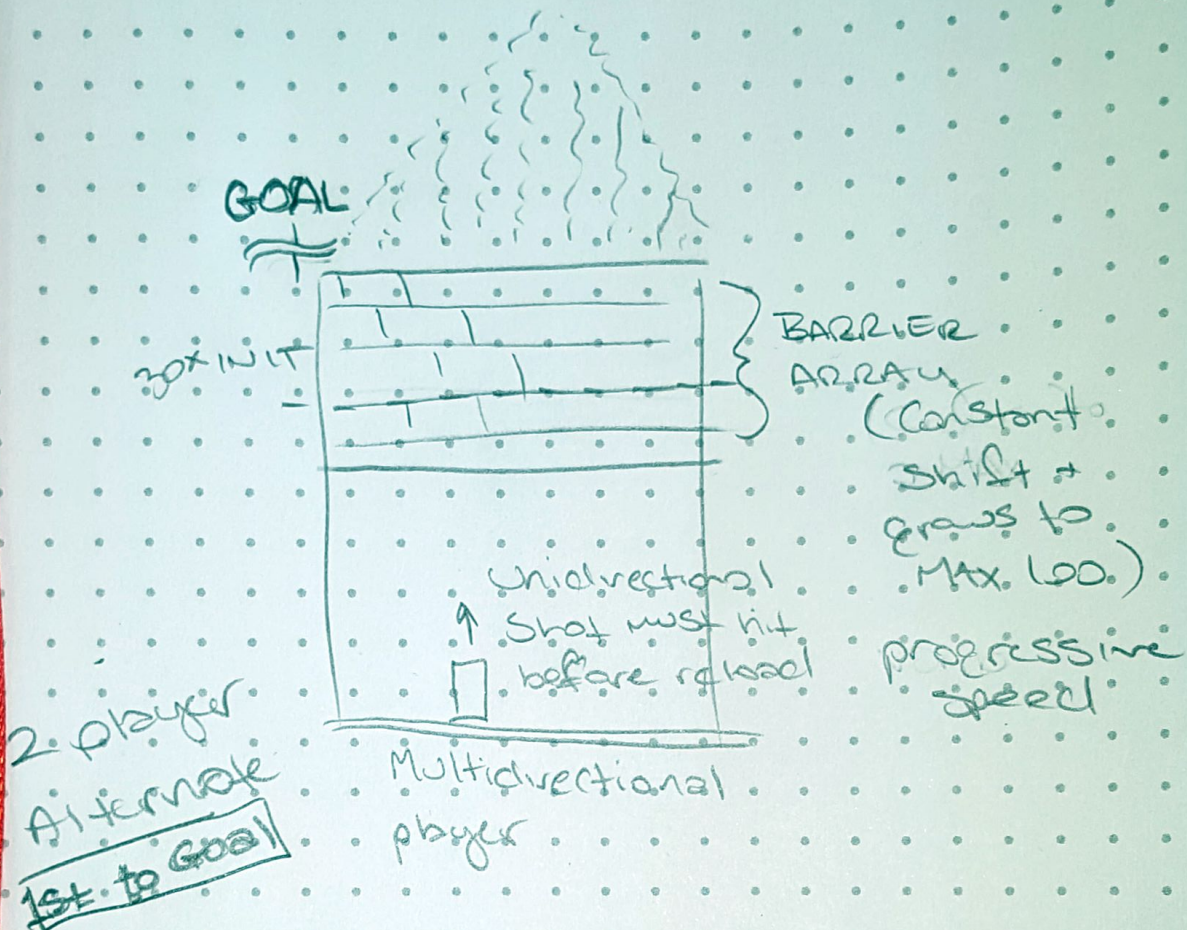 GOAL
30X INIT
BARRIER
ARRAY
(Constant
shift +
grows to
MAX. 100.)
progressive
speed
Unidirectional
shot must hit
before reload
Multidirectional
player
2 player
Alternate
1st to Goal